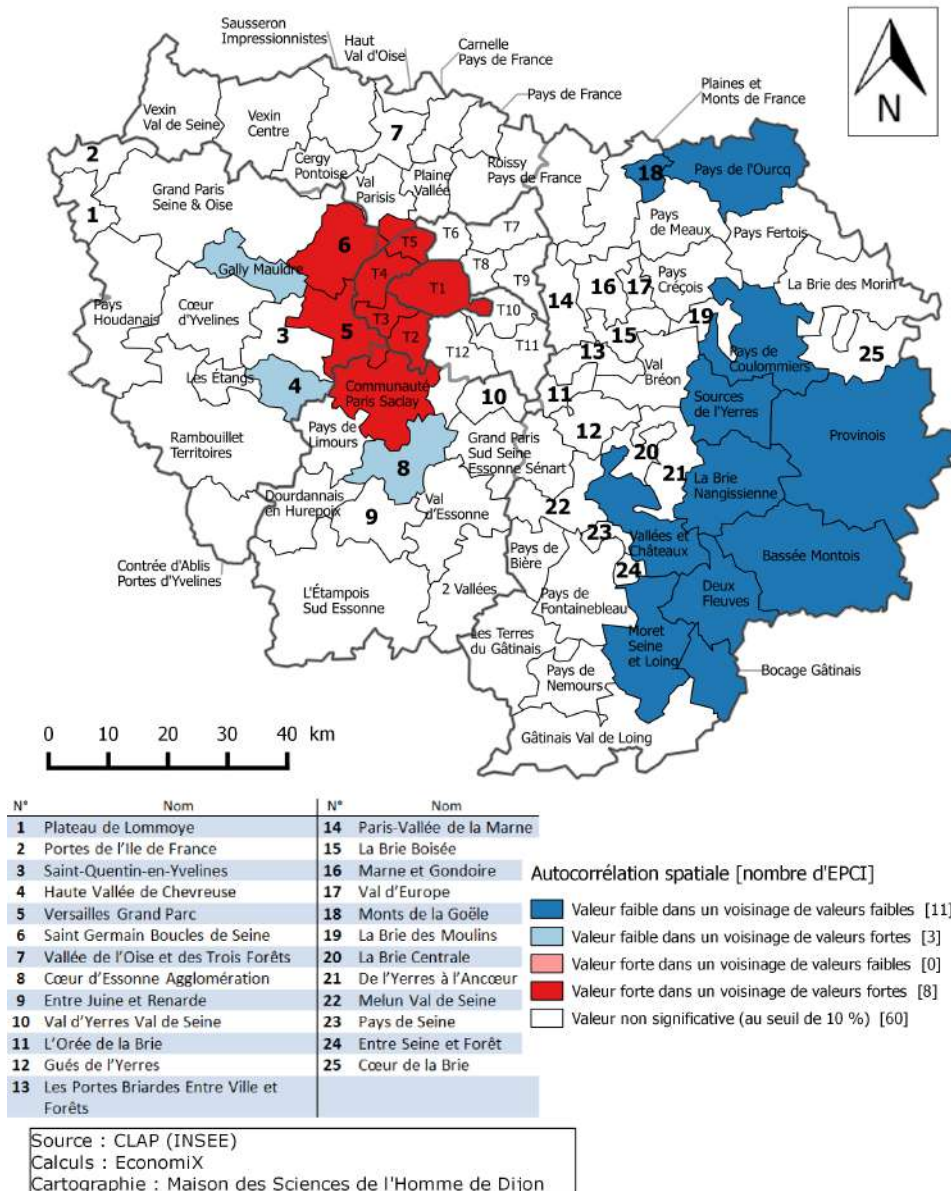 Sausseron
Impressionnistes
Haut
Val d'Oise
Carnelle
Pays de France
Pays de France
Plaines et
Monts de France
N
Vexin
Val de Seine
Vexin
Centre
7
2
Cergy
Pontoise
Val
Parisis
Plaine
Vallée
Roissy
Pays de France
18
Pays de l'Ourcq
1
Grand Paris
Seine & Oise
Pays
de Meaux
Pays Fertois
6
T5
T6
T7
T4
T8
T1
T9
Gally Mauldre
Pays
Houdanais
Cœur
d'Yvelines
3
5
T3
T2
T10
T11
T12
14
16
17
Pays
Créçois
La Brie des Morin
19
15
13
25
Les Étangs
4
Communauté
Paris Saclay
Val
Bréon
Pays de
Coulommiers
10
11
Sources
de l'Yerres
Provinois
Rambouillet
Territoires
Pays de
Limours
Grand Paris
Sud Seine
Essonne Sénart
12
20
21
8
La Brie
Nangissienne
Dourdannais
en Hurepoix
9
Val
d'Essonne
22
23
Vallées et
Châteaux
Bassée Montois
Contrée d'Ablis
Portes d'Yvelines
Pays de
Bière
24
L'Étampois
Sud Essonne
2 Vallées
Pays de
Fontainebleau
Deux
Fleuves
Les Terres
du Gâtinais
Moret
Seine
et Loing
Pays de
Nemours
Bocage Gâtinais
Gâtinais Val de Loing
0 10 20 30 40 km
N° Nom N° Nom
1 Plateau de Lommoye 14 Paris-Vallée de la Marne
2 Portes de l'Ile de France 15 La Brie Boisée
3 Saint-Quentin-en-Yvelines 16 Marne et Gondoire
4 Haute Vallée de Chevreuse 17 Val d'Europe
5 Versailles Grand Parc 18 Monts de la Goële
6 Saint Germain Boucles de Seine 19 La Brie des Moulins
7 Vallée de l'Oise et des Trois Forêts 20 La Brie Centrale
8 Cœur d'Essonne Agglomération 21 De l'Yerres à l'Ancœur
9 Entre Juine et Renarde 22 Melun Val de Seine
10 Val d'Yerres Val de Seine 23 Pays de Seine
11 L'Orée de la Brie 24 Entre Seine et Forêt
12 Gués de l'Yerres 25 Cœur de la Brie
13 Les Portes Briardes Entre Ville et
Forêts
Autocorrélation spatiale [nombre d'EPCI]
Valeur faible dans un voisinage de valeurs faibles [11]
Valeur faible dans un voisinage de valeurs fortes [3]
Valeur forte dans un voisinage de valeurs faibles [0]
Valeur forte dans un voisinage de valeurs fortes [8]
Valeur non significative (au seuil de 10 %) [60]
Source : CLAP (INSEE)
Calculs : EconomiX
Cartographie : Maison des Sciences de l'Homme de Dijon